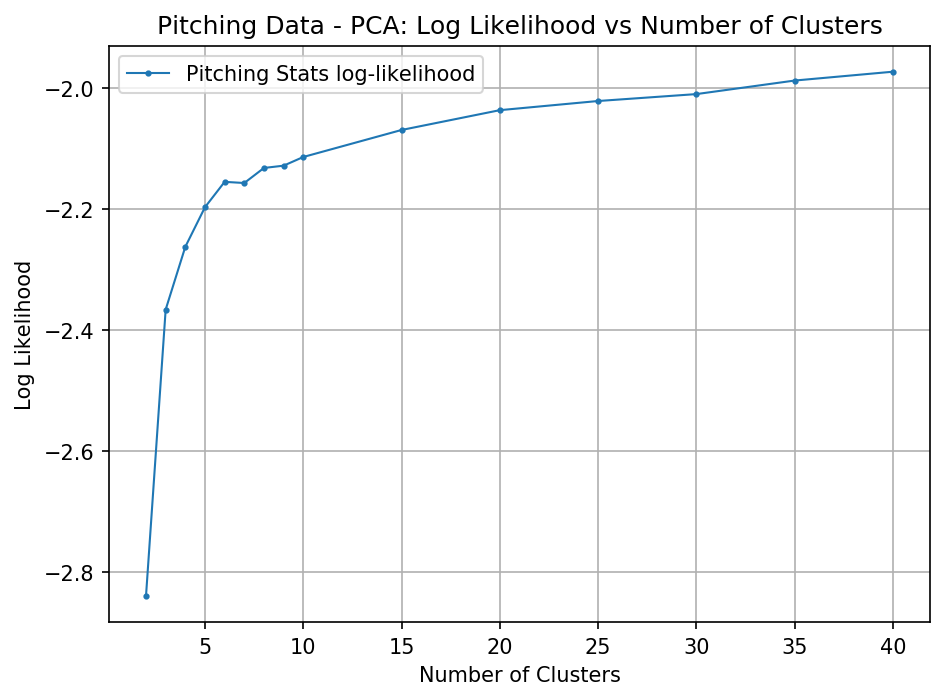 Pitching Data - PCA: Log Likelihood vs Number of Clusters
Pitching Stats log-likelihood
−2.0
−2.2
−2.4
−2.6
−2.8
Log Likelihood
5 10 15 20 25 30 35 40
Number of Clusters